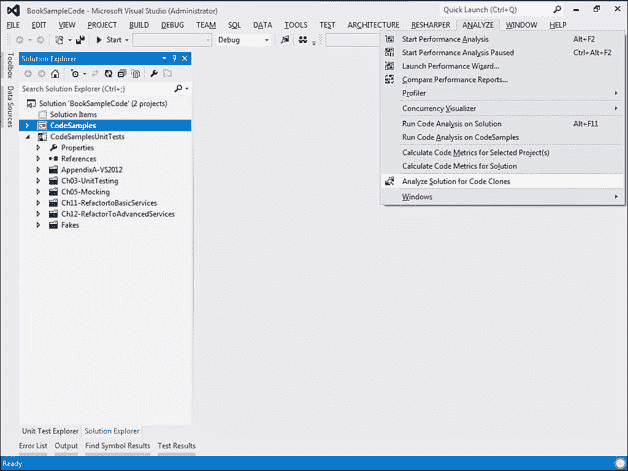 BookSampleCode - Microsoft Visual Studio (Administrator)
Quick Launch (Ctrl+Q)
FILE EDIT VIEW PROJECT BUILD DEBUG TEAM SQL DATA TOOLS TEST ARCHITECTURE RESHARPER ANALYZE WINDOW HELP
Start Debug
Toolbox
Data Sources
Solution Explorer
Search Solution Explorer (Ctrl+;)
Solution 'BookSampleCode' (2 projects)
Solution Items
CodeSamples
CodeSamplesUnitTests
Properties
References
AppendixA-VS2012
Ch03-UnitTesting
Ch05-Mocking
Ch11-RefactortoBasicServices
Ch12-RefactorToAdvancedServices
Fakes
Start Performance Analysis Alt+F2
Start Performance Analysis Paused Ctrl+Alt+F2
Launch Performance Wizard...
Compare Performance Reports...
Profiler
Concurrency Visualizer
Run Code Analysis on Solution Alt+F11
Run Code Analysis on CodeSamples
Calculate Code Metrics for Selected Project(s)
Calculate Code Metrics for Solution
Analyze Solution for Code Clones
Windows
Unit Test Explorer Solution Explorer
Error List Output Find Symbol Results Test Results
Ready